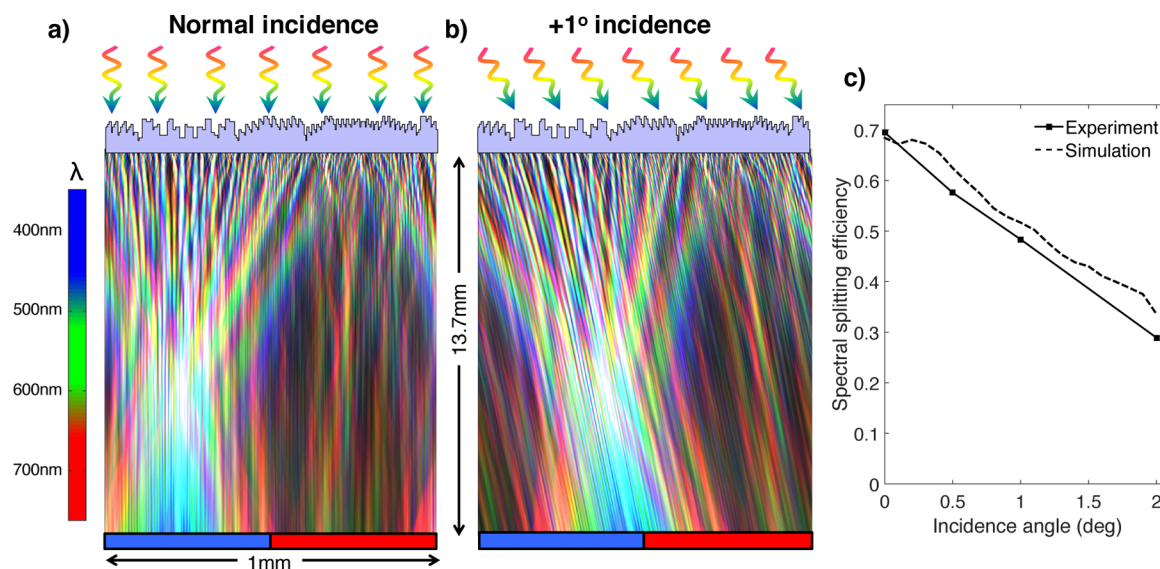 a)
Normal incidence
b)
+1° incidence
c)
λ
400nm
500nm
600nm
700nm
13.7mm
1mm
Spectral splitting efficiency
0.7
0.6
0.5
0.4
0.3
0.2
0.1
0
Experiment
Simulation
0
0.5
1
1.5
2
Incidence angle (deg)